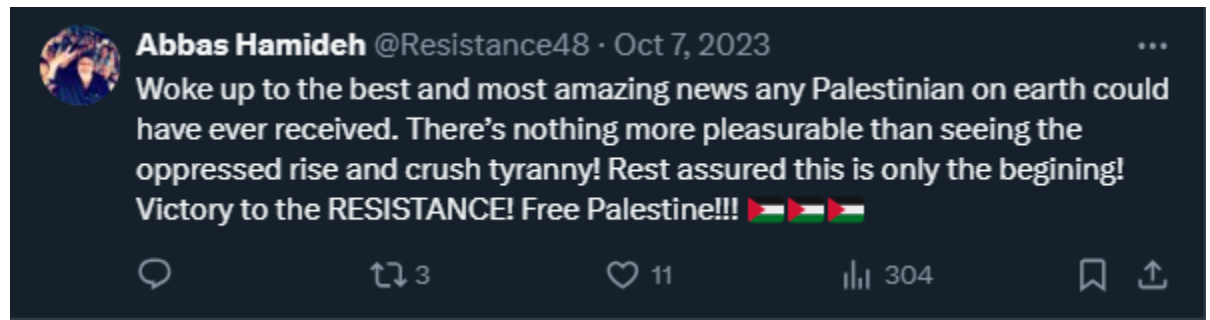 Abbas Hamideh @Resistance48 · Oct 7, 2023
Woke up to the best and most amazing news any Palestinian on earth could
have ever received. There’s nothing more pleasurable than seeing the
oppressed rise and crush tyranny! Rest assured this is only the begining!
Victory to the RESISTANCE! Free Palestine!!! 🇵🇸🇵🇸🇵🇸
3 11 304